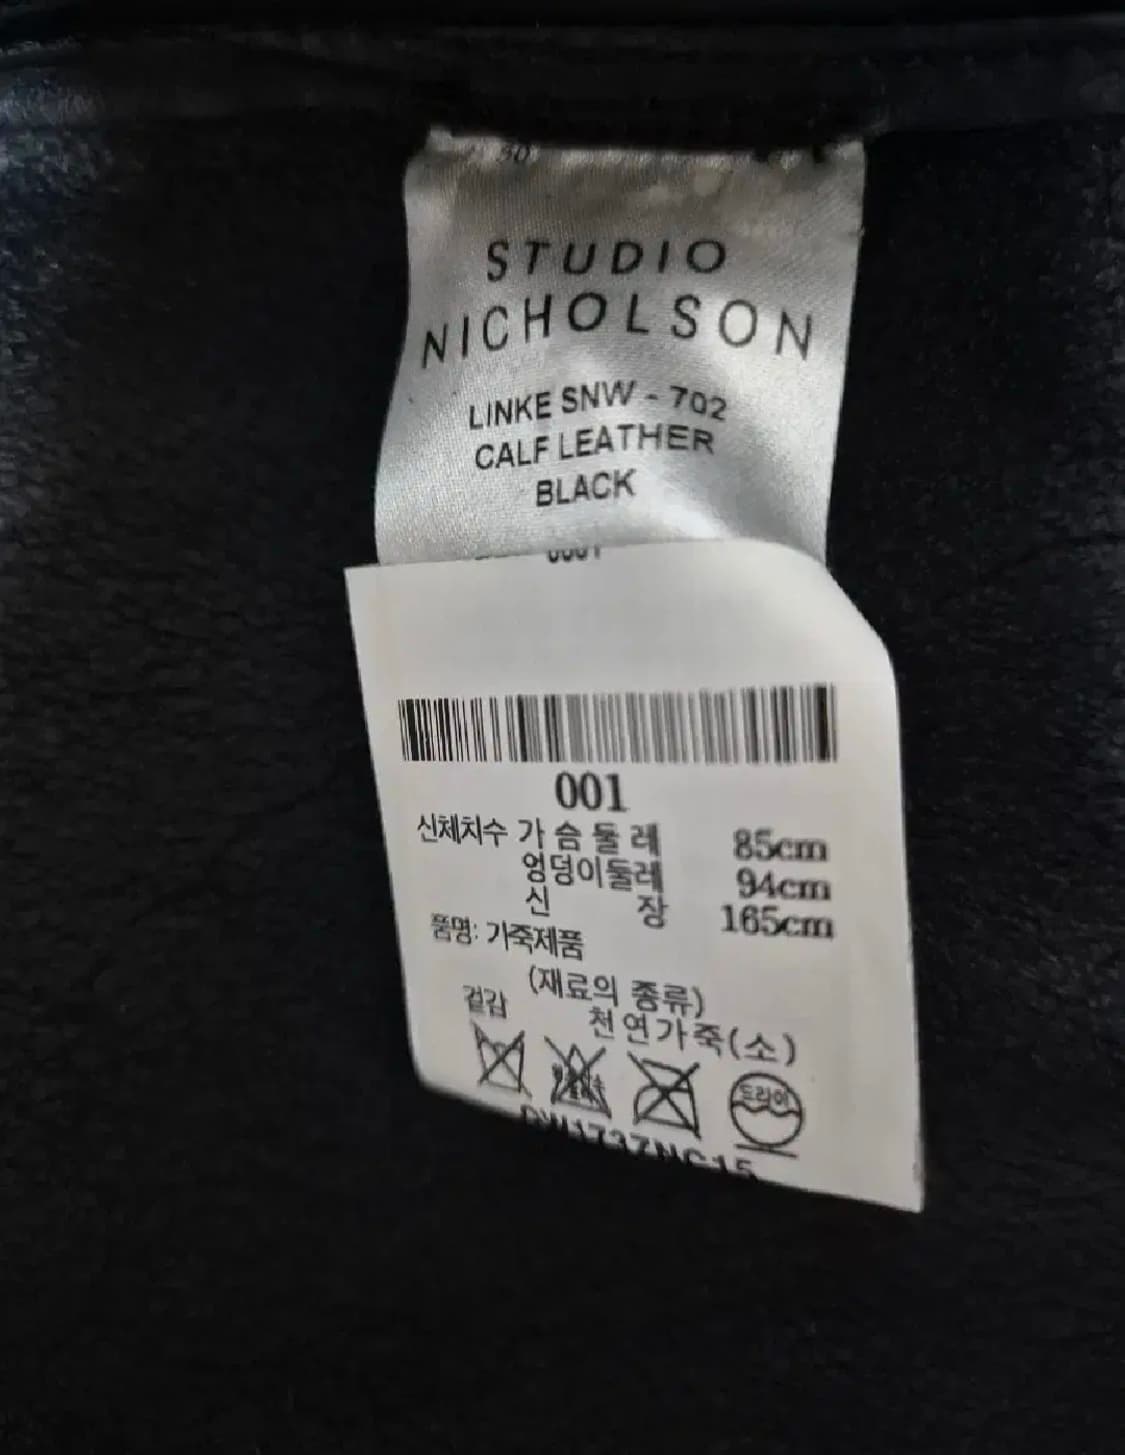 STUDIO
NICHOLSON
LINKE SNW - 702
CALF LEATHER
BLACK
001
신체치수 가 슴 둘 레 85cm
엉덩이둘레 94cm
신 장 165cm
품명: 가죽제품
(재료의 종류)
겉감 천연가죽(소)
드라이